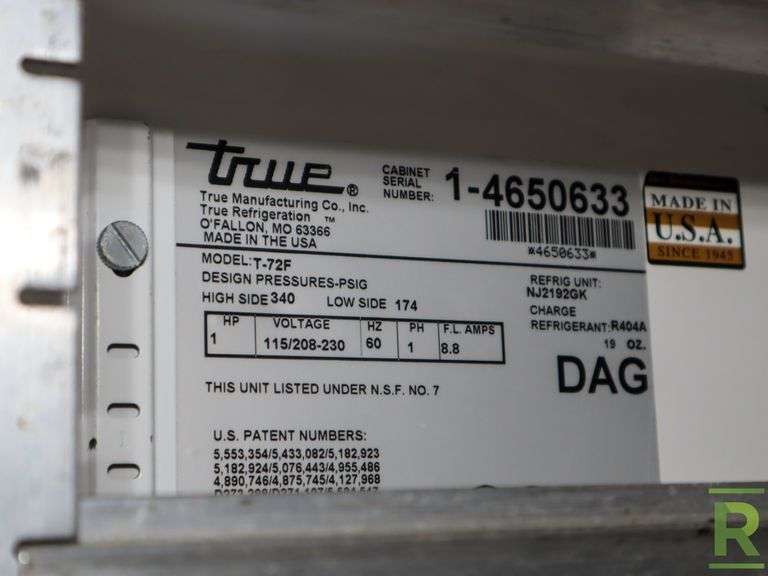 true®
CABINET SERIAL NUMBER: 1-4650633
*4650633*
True Manufacturing Co., Inc.
True Refrigeration ™
O'FALLON, MO 63366
MADE IN THE USA
MADE IN
U.S.A.
SINCE 1945
MODEL: T-72F
DESIGN PRESSURES-PSIG
HIGH SIDE 340 LOW SIDE 174
REFRIG UNIT:
NJ2192GK
CHARGE
REFRIGERANT: R404A
19 OZ.
HP VOLTAGE HZ PH F.L. AMPS
1 115/208-230 60 1 8.8
DAG
THIS UNIT LISTED UNDER N.S.F. NO. 7
U.S. PATENT NUMBERS:
5,553,354/5,433,082/5,182,923
5,182,924/5,076,443/4,955,486
4,890,746/4,875,745/4,127,968
R